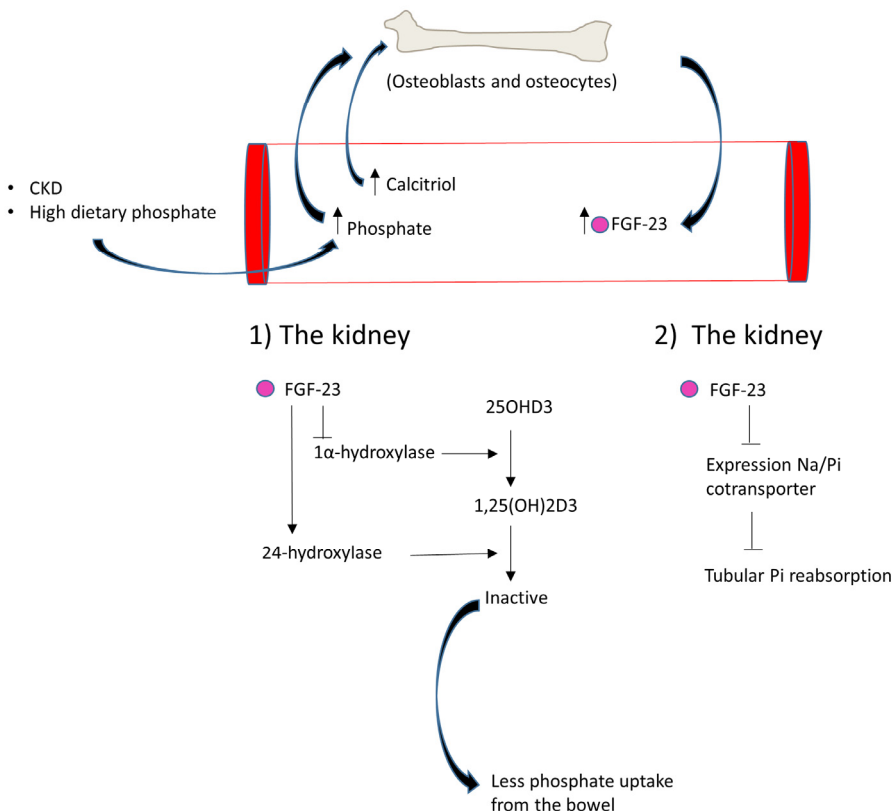 (Osteoblasts and osteocytes)
• CKD
• High dietary phosphate
Calcitriol
Phosphate
FGF-23
1) The kidney
FGF-23
25OHD3
1α-hydroxylase
1,25(OH)2D3
24-hydroxylase
Inactive
Less phosphate uptake
from the bowel
2) The kidney
FGF-23
Expression Na/Pi
cotransporter
Tubular Pi reabsorption